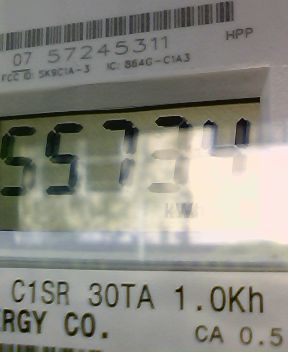 07 57245311
HPP
FCC ID: SK9C1A-3 IC: 864G-C1A3
55734
kWh
C1SR 30TA 1.0Kh
RGY CO.
CA 0.5